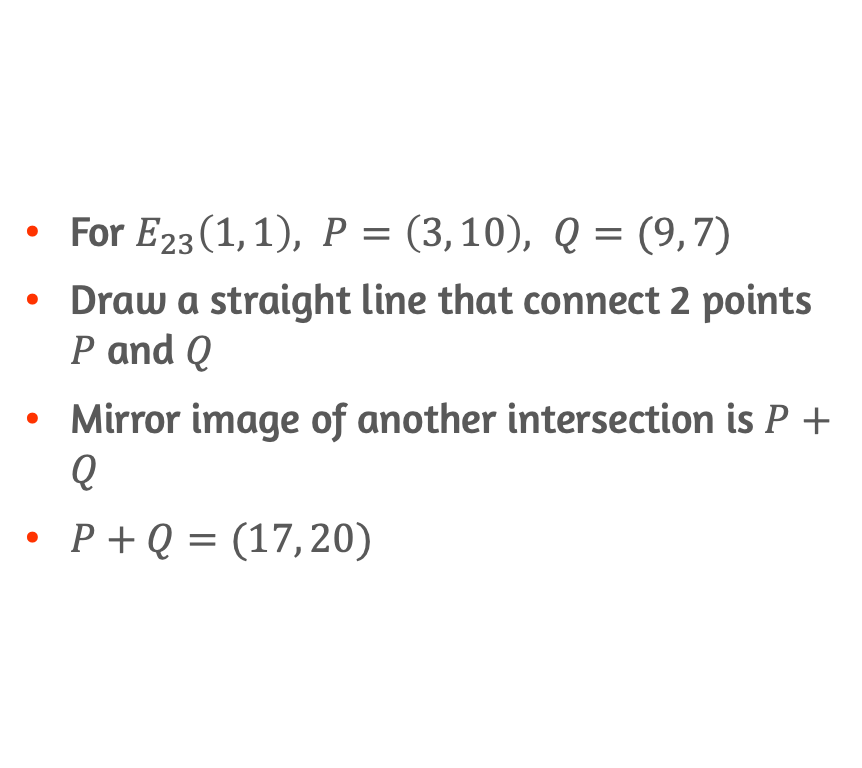 • For E₂₃(1, 1), P = (3, 10), Q = (9, 7)
• Draw a straight line that connect 2 points
P and Q
• Mirror image of another intersection is P +
Q
• P + Q = (17, 20)